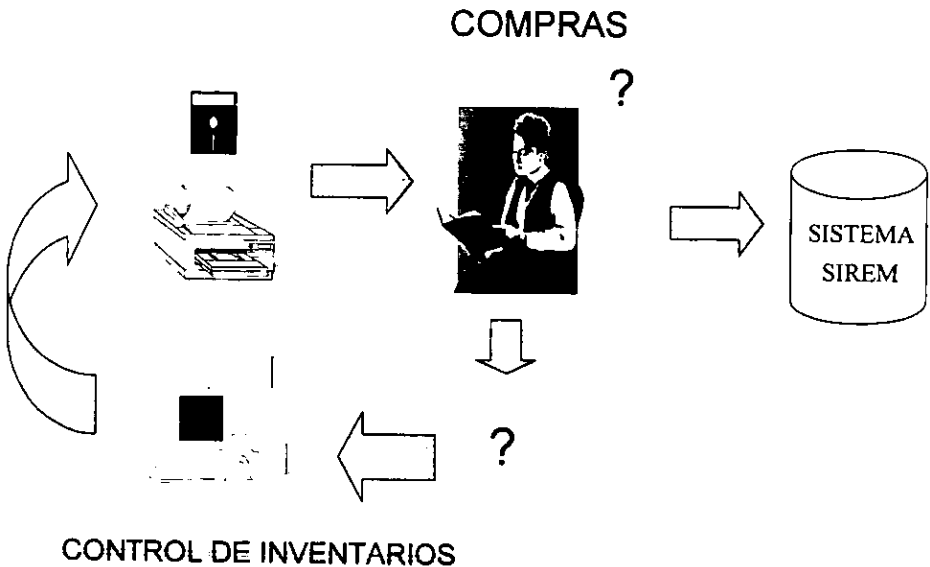 COMPRAS
?
SISTEMA
SIREM
?
CONTROL DE INVENTARIOS